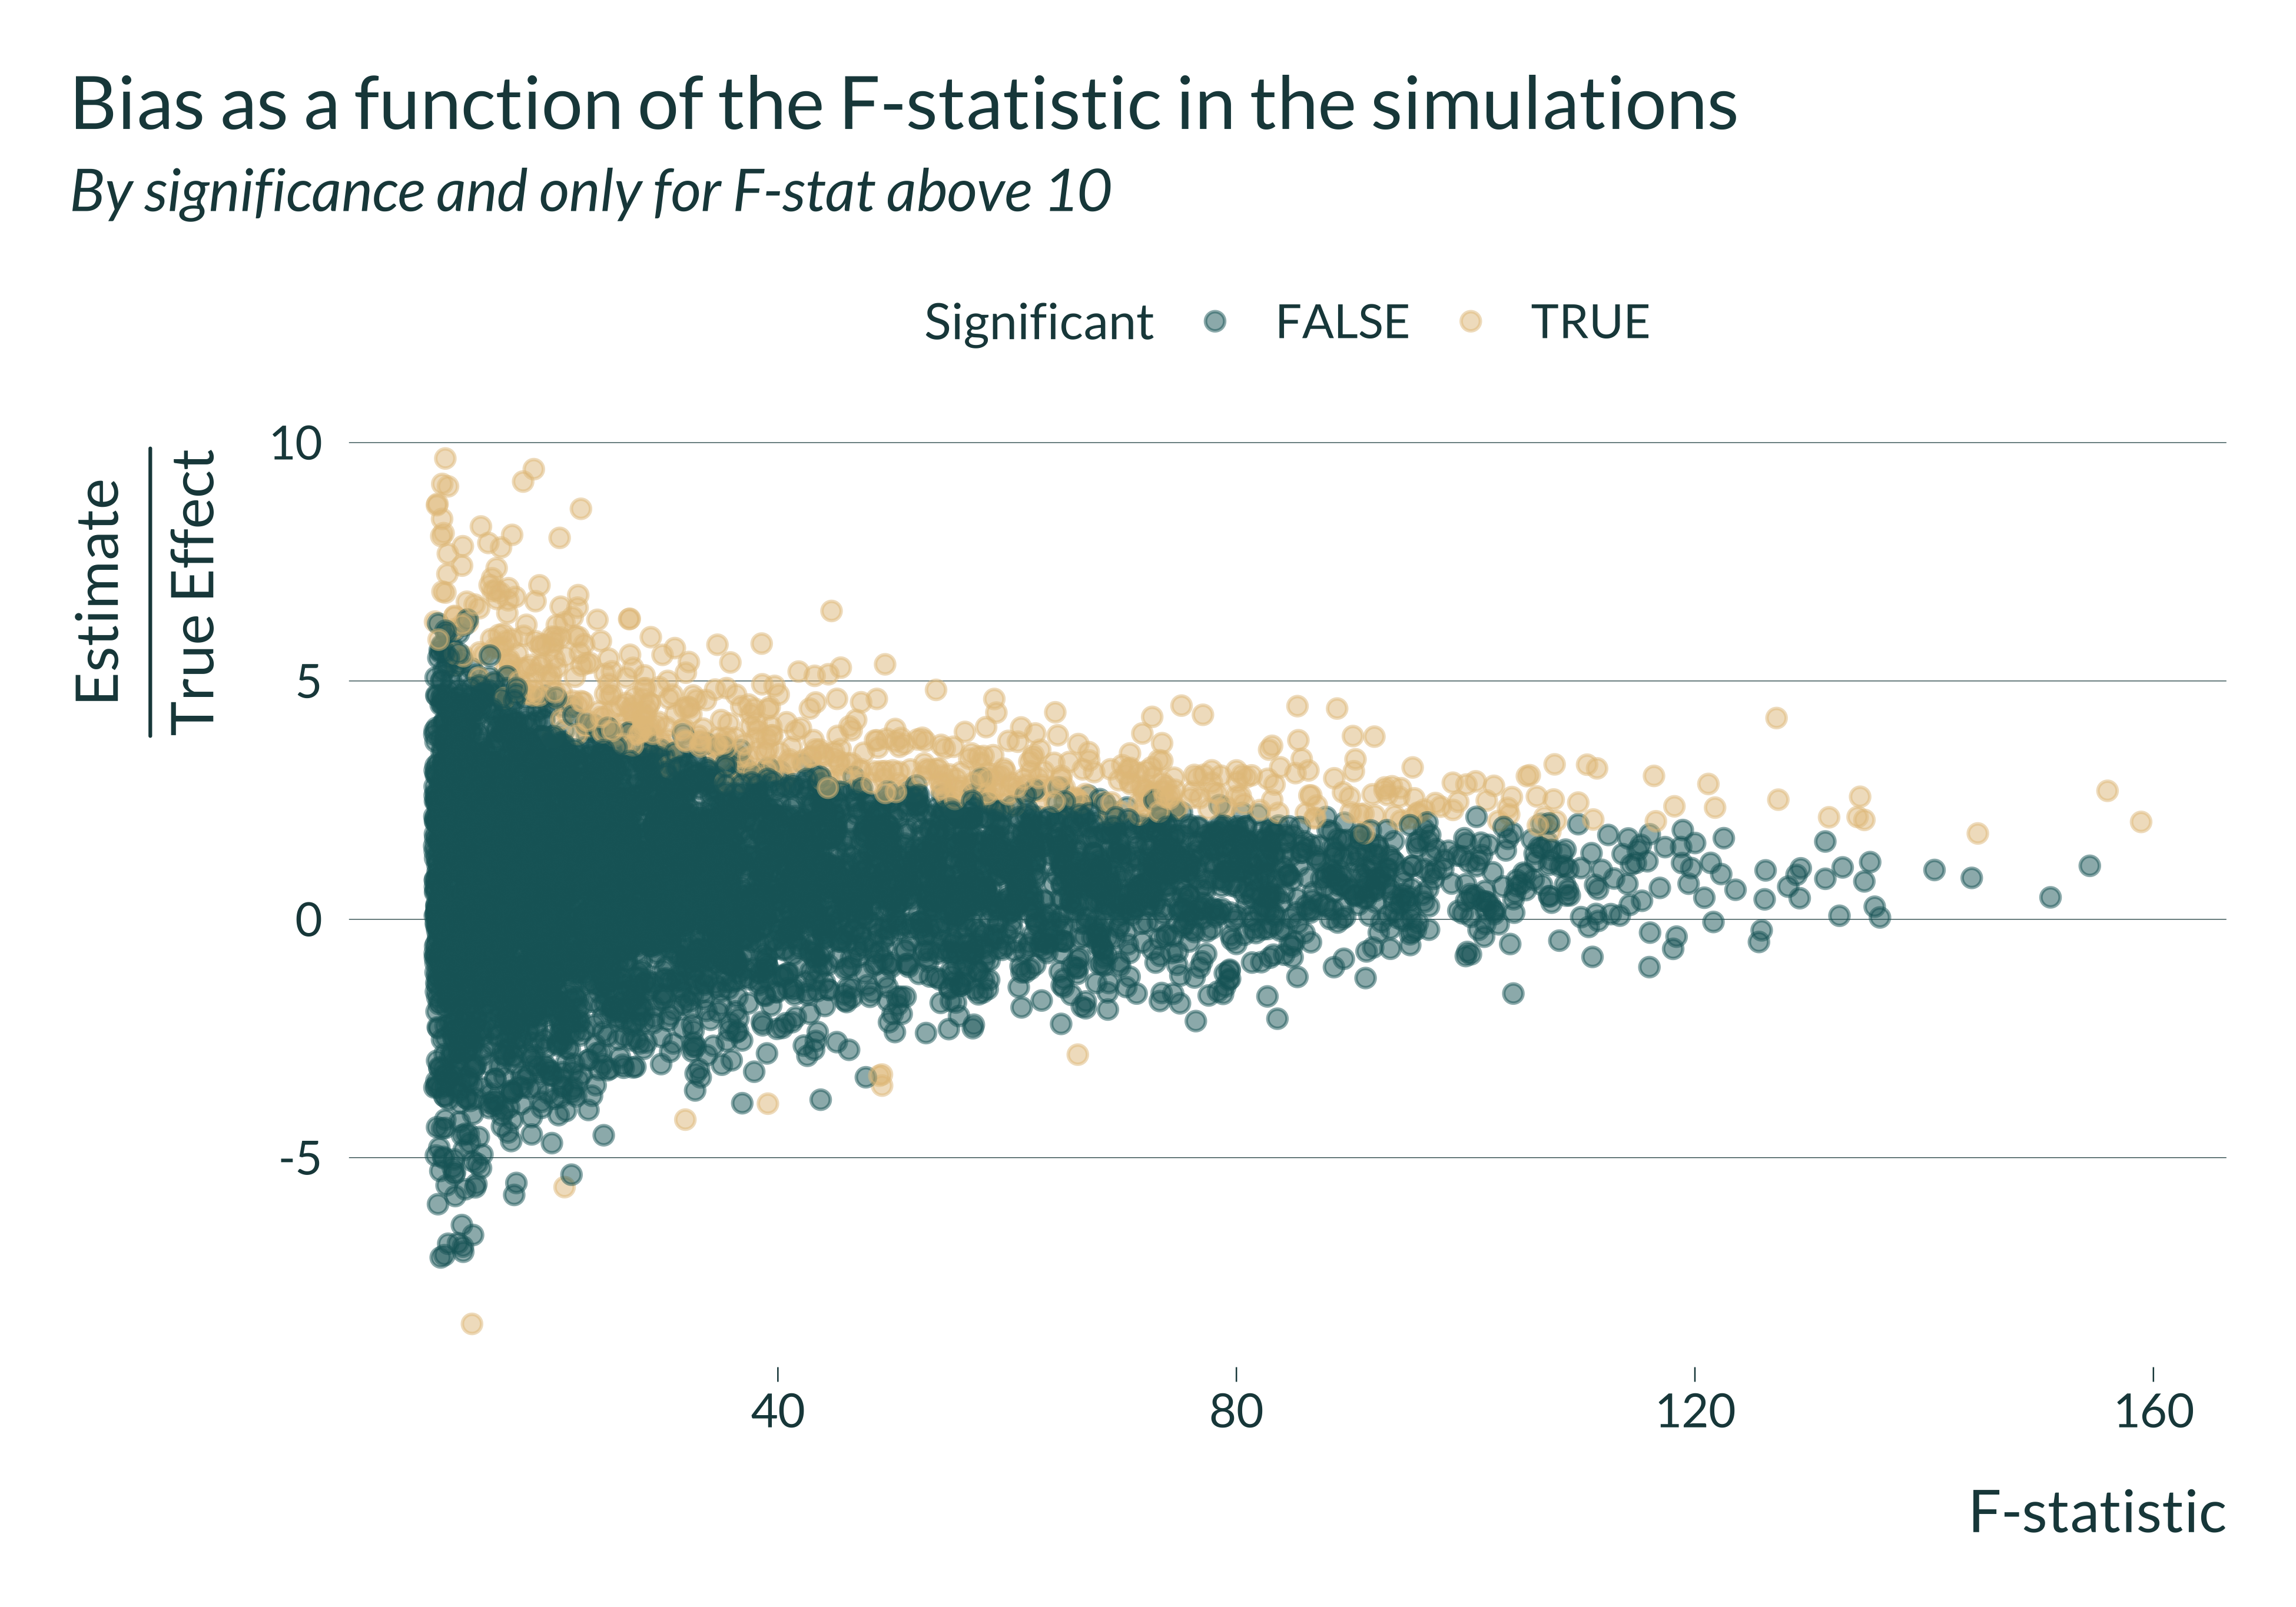 Bias as a function of the F-statistic in the simulations
By significance and only for F-stat above 10
Significant FALSE TRUE
Estimate
True Effect
10
5
0
-5
40 80 120 160
F-statistic